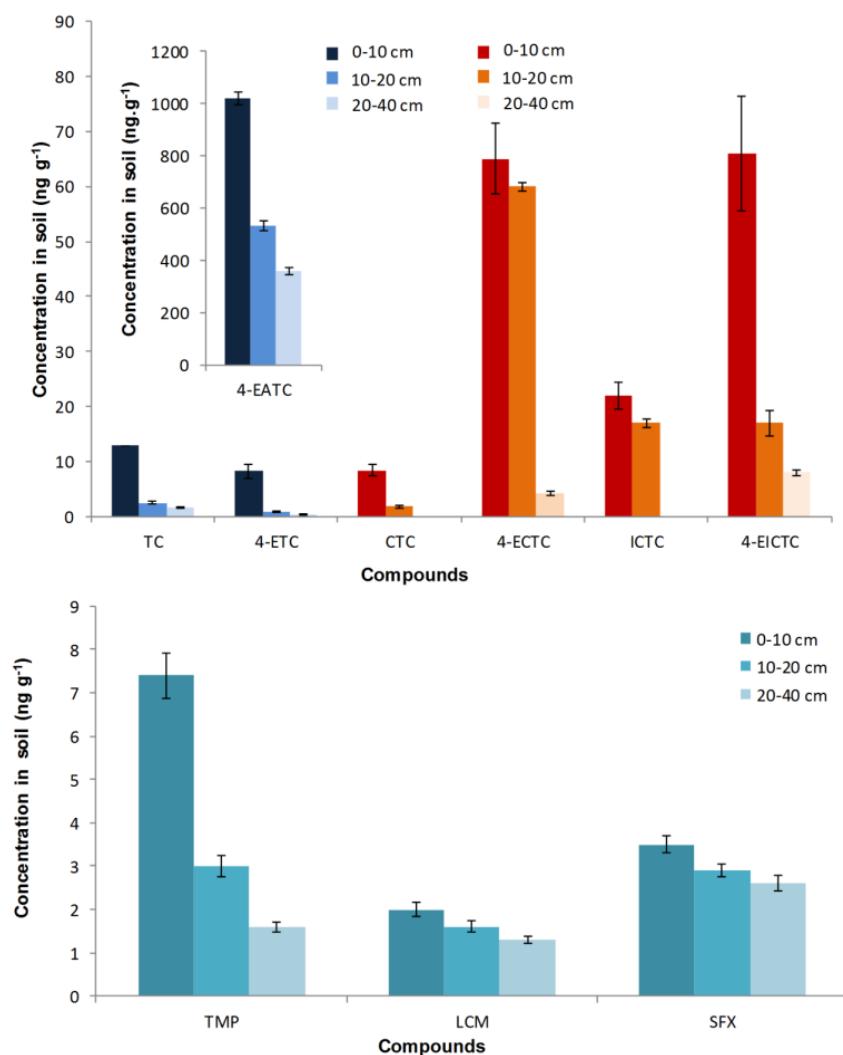 Concentration in soil (ng g⁻¹)
90
80
70
60
50
40
30
20
10
0
Concentration in soil (ng.g⁻¹)
1200
1000
800
600
400
200
0
4-EATC
0-10 cm
10-20 cm
20-40 cm
0-10 cm
10-20 cm
20-40 cm
TC 4-ETC CTC 4-ECTC ICTC 4-EICTC
Compounds
Concentration in soil (ng g⁻¹)
9
8
7
6
5
4
3
2
1
0
0-10 cm
10-20 cm
20-40 cm
TMP LCM SFX
Compounds